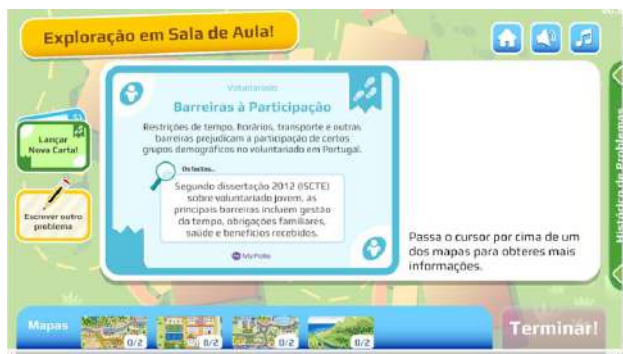 Exploração em Sala de Aula!
Voluntariado
Barreiras à Participação
Restrições de tempo, horários, transporte e outras
barreiras prejudicam a participação de certos
grupos demográficos no voluntariado em Portugal.
Os factos...
Segundo dissertação 2012 (ISCTE)
sobre voluntariado jovem, as
principais barreiras incluem gestão
do tempo, obrigações familiares,
saúde e benefícios recebidos.
MyPolis
Lançar
Nova Carta!
Escrever outro
problema
Passa o cursor por cima de um
dos mapas para obteres mais
informações.
Histórico de Problemas
Mapas
0/2
0/2
0/2
0/2
Terminar!